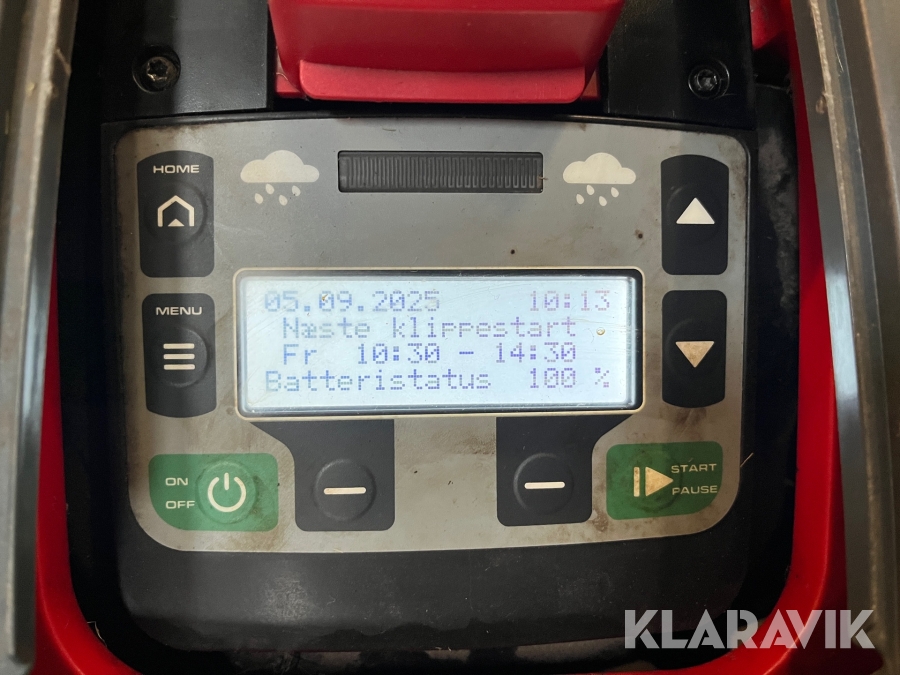 HOME
MENU
05.09.2025 10:13
Næste klippestart
Fr 10:30 - 14:30
Batteristatus 100 %
ON
OFF
START
PAUSE
KLARAVIK